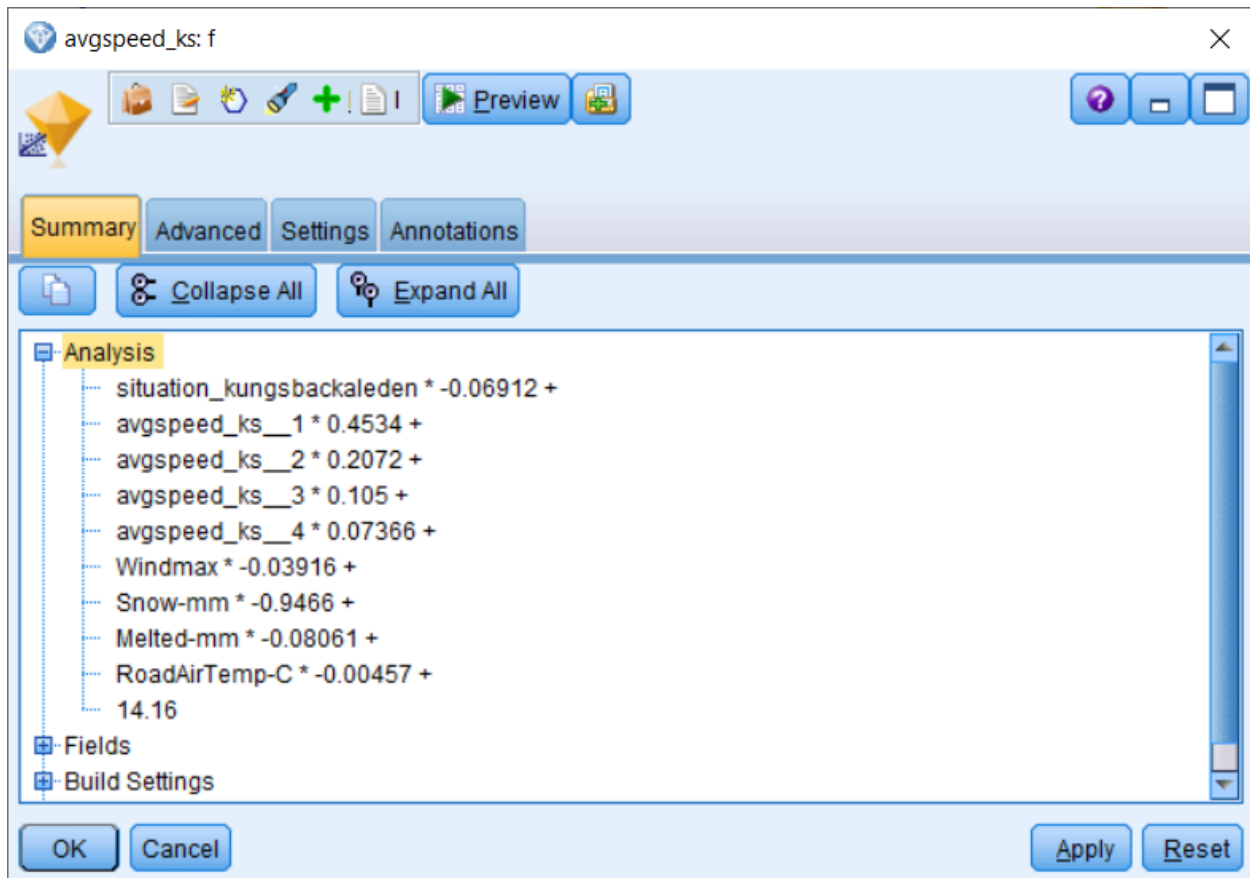 avgspeed_ks: f
Preview
Summary Advanced Settings Annotations
Collapse All Expand All
Analysis
situation_kungsbackaleden * -0.06912 +
avgspeed_ks__1 * 0.4534 +
avgspeed_ks__2 * 0.2072 +
avgspeed_ks__3 * 0.105 +
avgspeed_ks__4 * 0.07366 +
Windmax * -0.03916 +
Snow-mm * -0.9466 +
Melted-mm * -0.08061 +
RoadAirTemp-C * -0.00457 +
14.16
Fields
Build Settings
OK Cancel Apply Reset